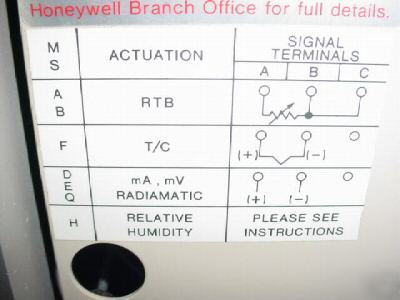 Honeywell Branch Office for full details.
M S
ACTUATION
SIGNAL TERMINALS
A B C
A B
RTB
F
T/C
(+) (-)
D E Q
mA, mV RADIAMATIC
(+) (-)
H
RELATIVE HUMIDITY
PLEASE SEE INSTRUCTIONS